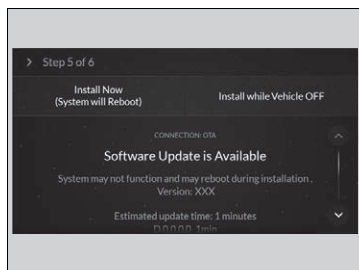 Step 5 of 6
Install Now
(System will Reboot)
Install while Vehicle OFF
CONNECTION: OTA
Software Update is Available
System may not function and may reboot during installation.
Version: XXX
Estimated update time: 1 minutes